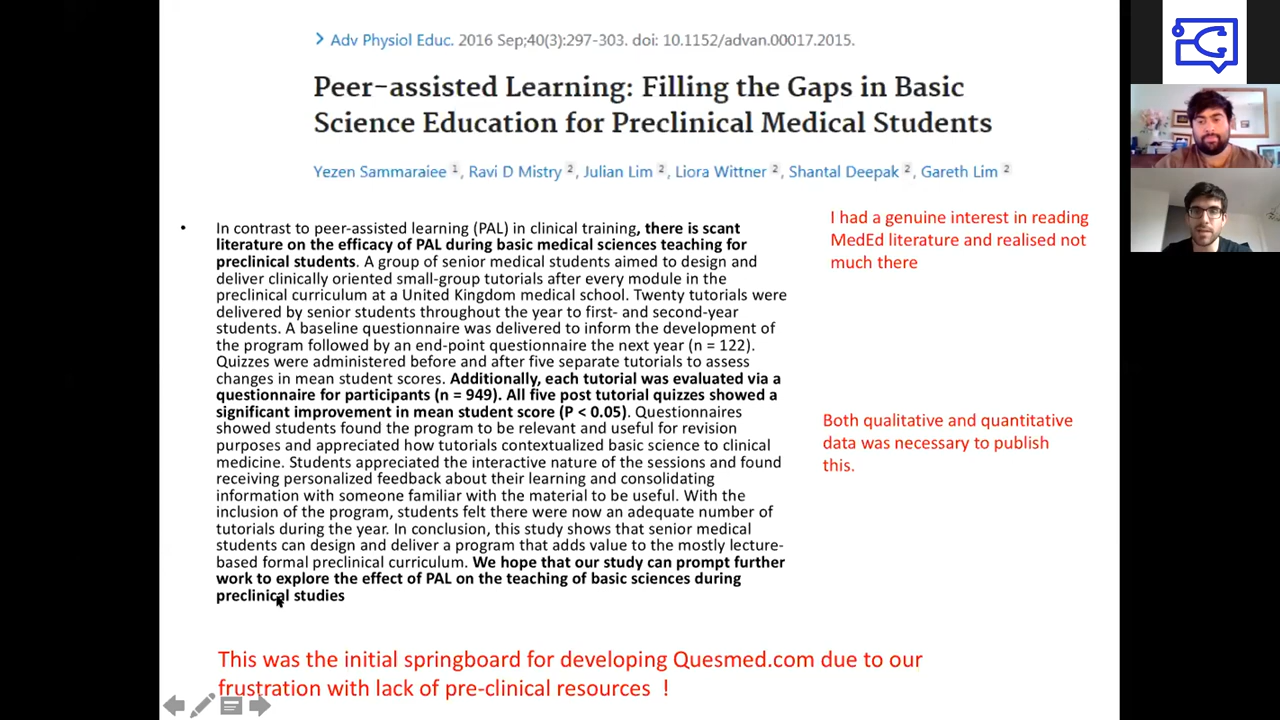 > Adv Physiol Educ. 2016 Sep;40(3):297-303. doi: 10.1152/advan.00017.2015.
Peer-assisted Learning: Filling the Gaps in Basic
Science Education for Preclinical Medical Students
Yezen Sammaraiee 1, Ravi D Mistry 2, Julian Lim 2, Liora Wittner 2, Shantal Deepak 2, Gareth Lim 2
• In contrast to peer-assisted learning (PAL) in clinical training, there is scant
literature on the efficacy of PAL during basic medical sciences teaching for
preclinical students. A group of senior medical students aimed to design and
deliver clinically oriented small-group tutorials after every module in the
preclinical curriculum at a United Kingdom medical school. Twenty tutorials were
delivered by senior students throughout the year to first- and second-year
students. A baseline questionnaire was delivered to inform the development of
the program followed by an end-point questionnaire the next year (n = 122).
Quizzes were administered before and after five separate tutorials to assess
changes in mean student scores. Additionally, each tutorial was evaluated via a
questionnaire for participants (n = 949). All five post tutorial quizzes showed a
significant improvement in mean student score (P < 0.05). Questionnaires
showed students found the program to be relevant and useful for revision
purposes and appreciated how tutorials contextualized basic science to clinical
medicine. Students appreciated the interactive nature of the sessions and found
receiving personalized feedback about their learning and consolidating
information with someone familiar with the material to be useful. With the
inclusion of the program, students felt there were now an adequate number of
tutorials during the year. In conclusion, this study shows that senior medical
students can design and deliver a program that adds value to the mostly lecture-
based formal preclinical curriculum. We hope that our study can prompt further
work to explore the effect of PAL on the teaching of basic sciences during
preclinical studies
I had a genuine interest in reading
MedEd literature and realised not
much there
Both qualitative and quantitative
data was necessary to publish
this.
This was the initial springboard for developing Quesmed.com due to our
frustration with lack of pre-clinical resources !